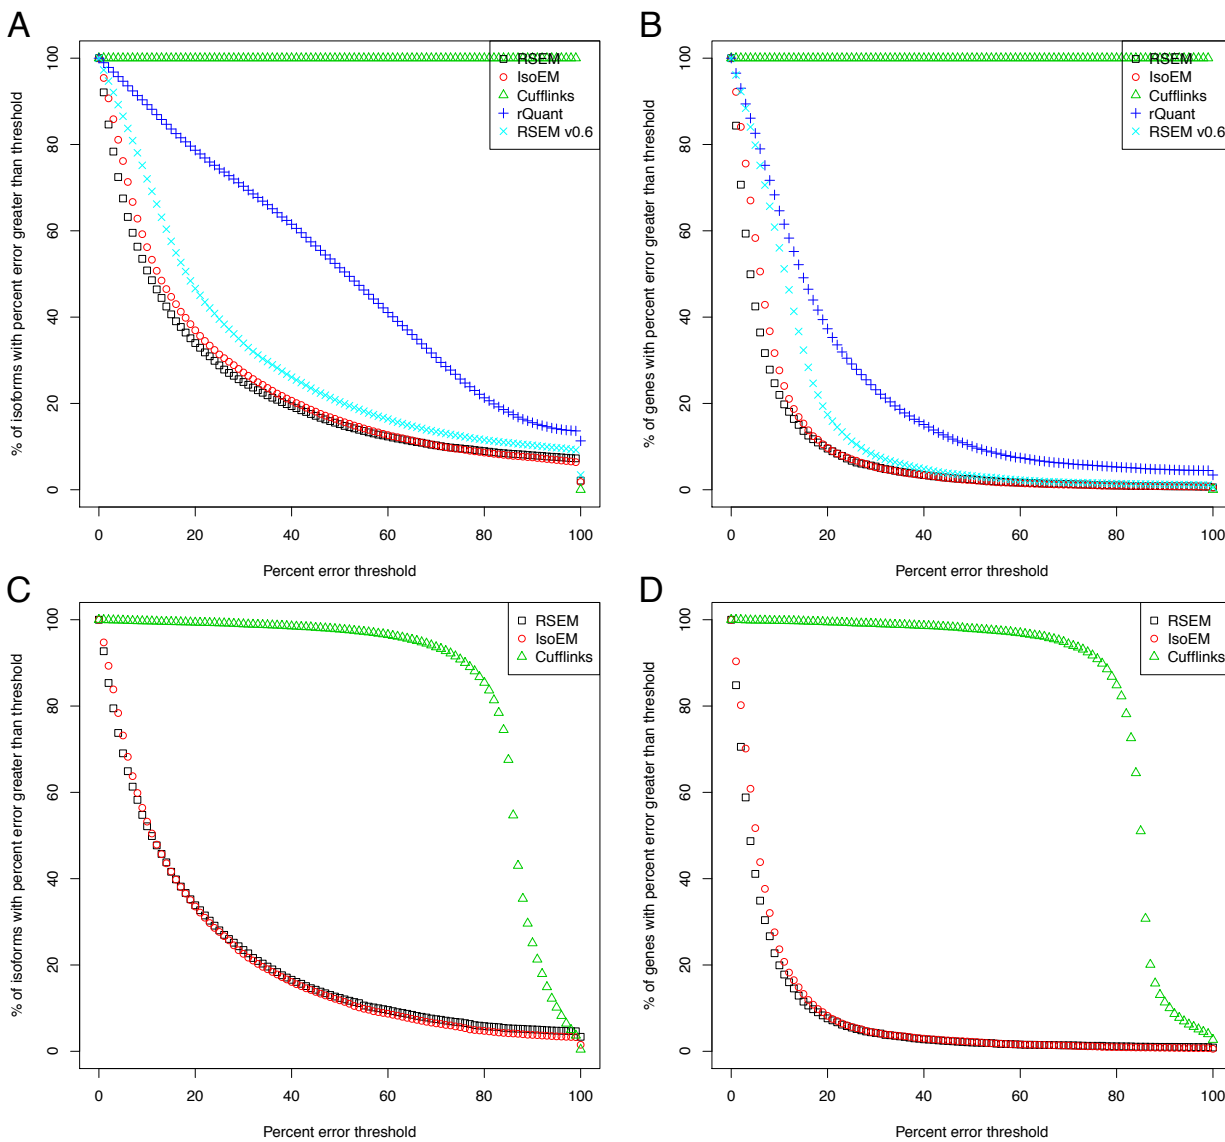 A
% of isoforms with percent error greater than threshold
100
80
60
40
20
0
RSEM
IsoEM
Cufflinks
rQuant
RSEM v0.6
0 20 40 60 80 100
Percent error threshold
B
% of genes with percent error greater than threshold
100
80
60
40
20
0
RSEM
IsoEM
Cufflinks
rQuant
RSEM v0.6
0 20 40 60 80 100
Percent error threshold
C
% of isoforms with percent error greater than threshold
100
80
60
40
20
0
RSEM
IsoEM
Cufflinks
0 20 40 60 80 100
Percent error threshold
D
% of genes with percent error greater than threshold
100
80
60
40
20
0
RSEM
IsoEM
Cufflinks
0 20 40 60 80 100
Percent error threshold